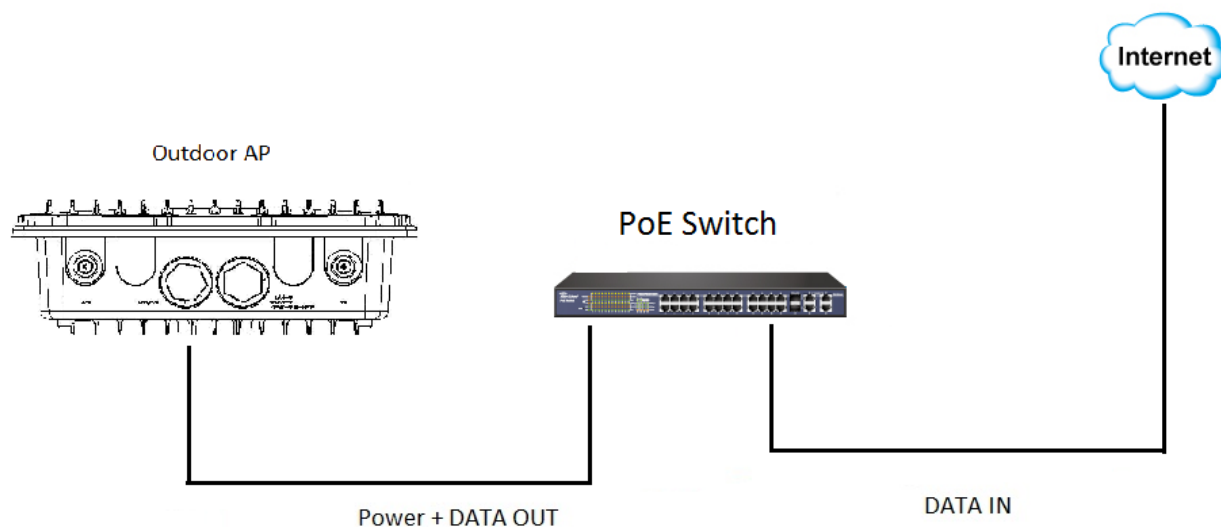 Internet
Outdoor AP
PoE Switch
Power + DATA OUT
DATA IN